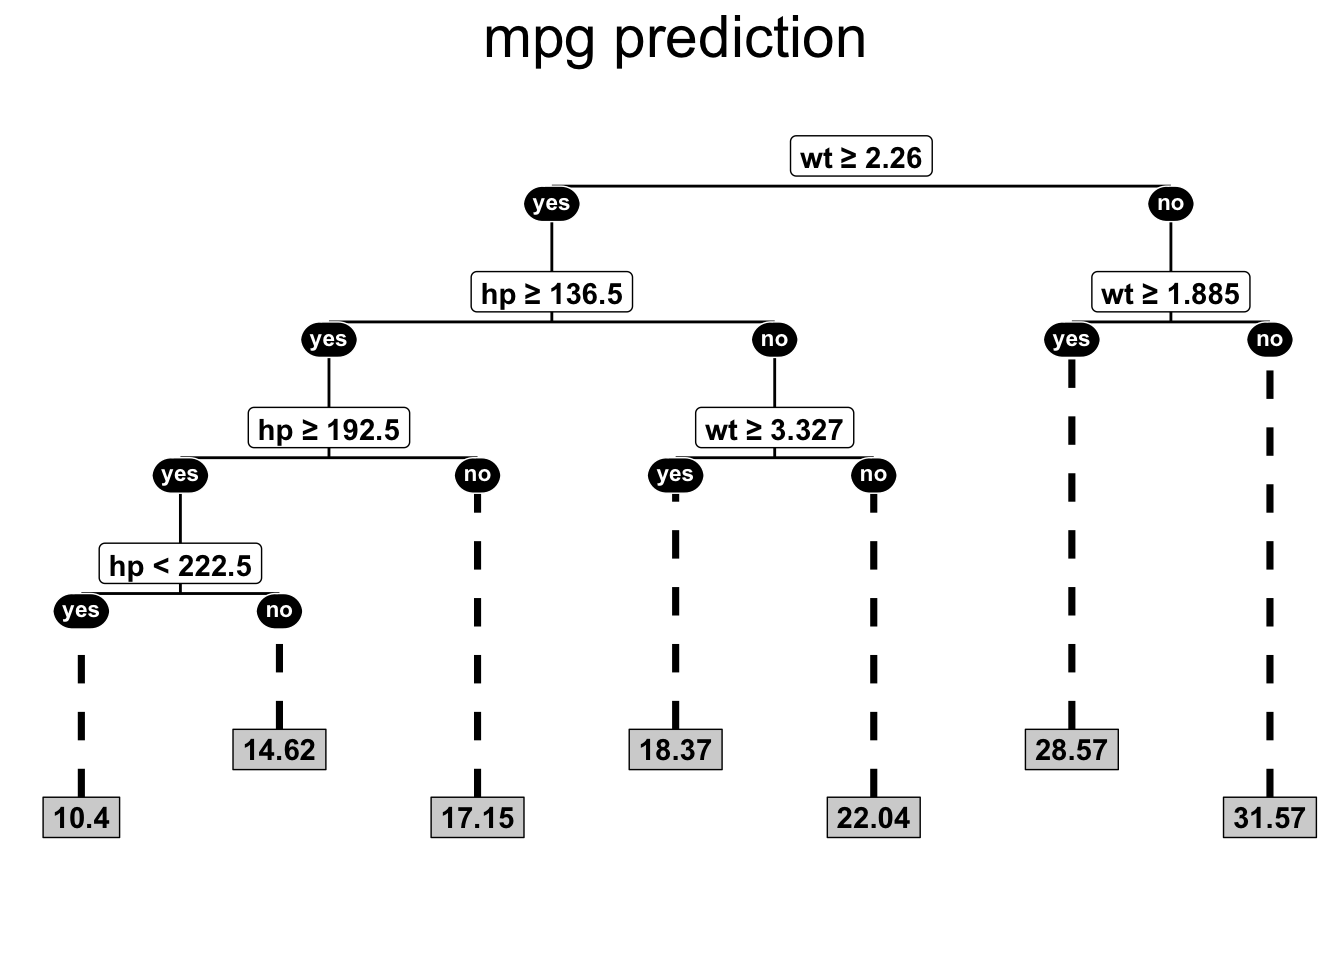 mpg prediction
wt ≥ 2.26
yes
no
hp ≥ 136.5
wt ≥ 1.885
yes
no
yes
no
hp ≥ 192.5
wt ≥ 3.327
yes
no
yes
no
hp < 222.5
yes
no
14.62
18.37
28.57
10.4
17.15
22.04
31.57